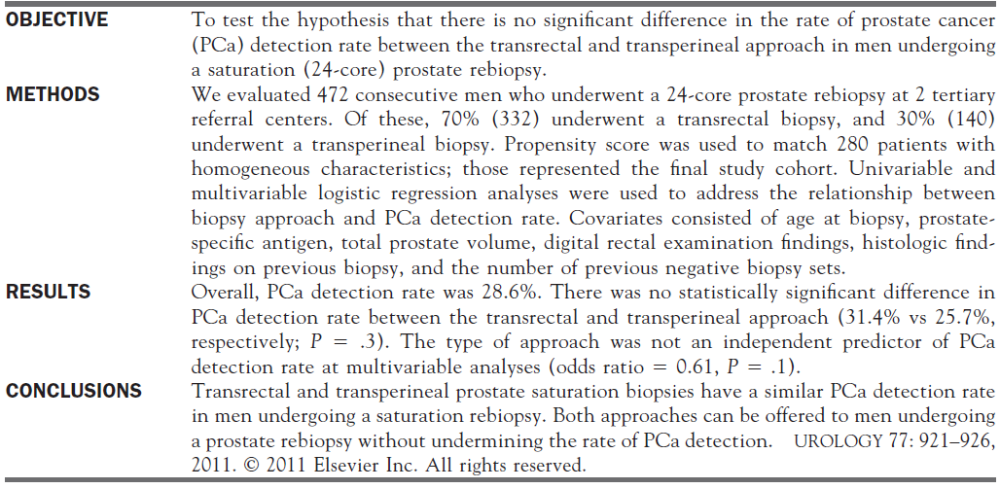 OBJECTIVE To test the hypothesis that there is no significant difference in the rate of prostate cancer
(PCa) detection rate between the transrectal and transperineal approach in men undergoing
a saturation (24-core) prostate rebiopsy.
METHODS We evaluated 472 consecutive men who underwent a 24-core prostate rebiopsy at 2 tertiary
referral centers. Of these, 70% (332) underwent a transrectal biopsy, and 30% (140)
underwent a transperineal biopsy. Propensity score was used to match 280 patients with
homogeneous characteristics; those represented the final study cohort. Univariable and
multivariable logistic regression analyses were used to address the relationship between
biopsy approach and PCa detection rate. Covariates consisted of age at biopsy, prostate-
specific antigen, total prostate volume, digital rectal examination findings, histologic find-
ings on previous biopsy, and the number of previous negative biopsy sets.
RESULTS Overall, PCa detection rate was 28.6%. There was no statistically significant difference in
PCa detection rate between the transrectal and transperineal approach (31.4% vs 25.7%,
respectively; P = .3). The type of approach was not an independent predictor of PCa
detection rate at multivariable analyses (odds ratio = 0.61, P = .1).
CONCLUSIONS Transrectal and transperineal prostate saturation biopsies have a similar PCa detection rate
in men undergoing a saturation rebiopsy. Both approaches can be offered to men undergoing
a prostate rebiopsy without undermining the rate of PCa detection. UROLOGY 77: 921–926,
2011. © 2011 Elsevier Inc. All rights reserved.